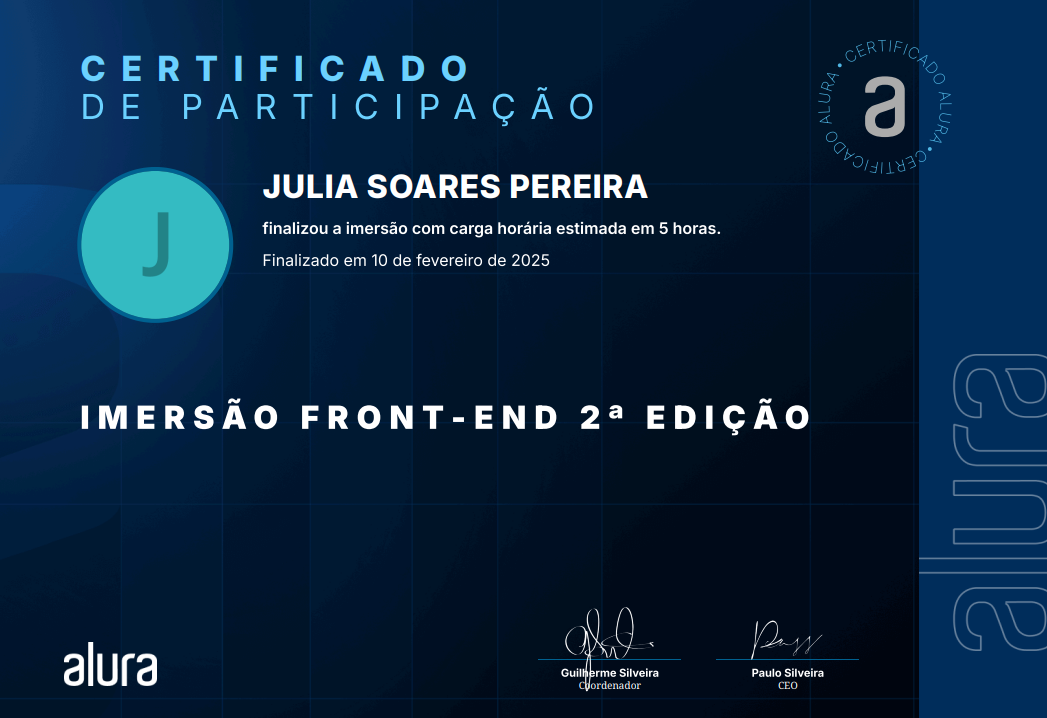 CERTIFICADO
DE PARTICIPAÇÃO
CERTIFICADO ALURA • CERTIFICADO ALURA •
a
JULIA SOARES PEREIRA
J
finalizou a imersão com carga horária estimada em 5 horas.
Finalizado em 10 de fevereiro de 2025
IMERSÃO FRONT-END 2ª EDIÇÃO
alura
alura
Guilherme Silveira
Coordenador
Paulo Silveira
CEO